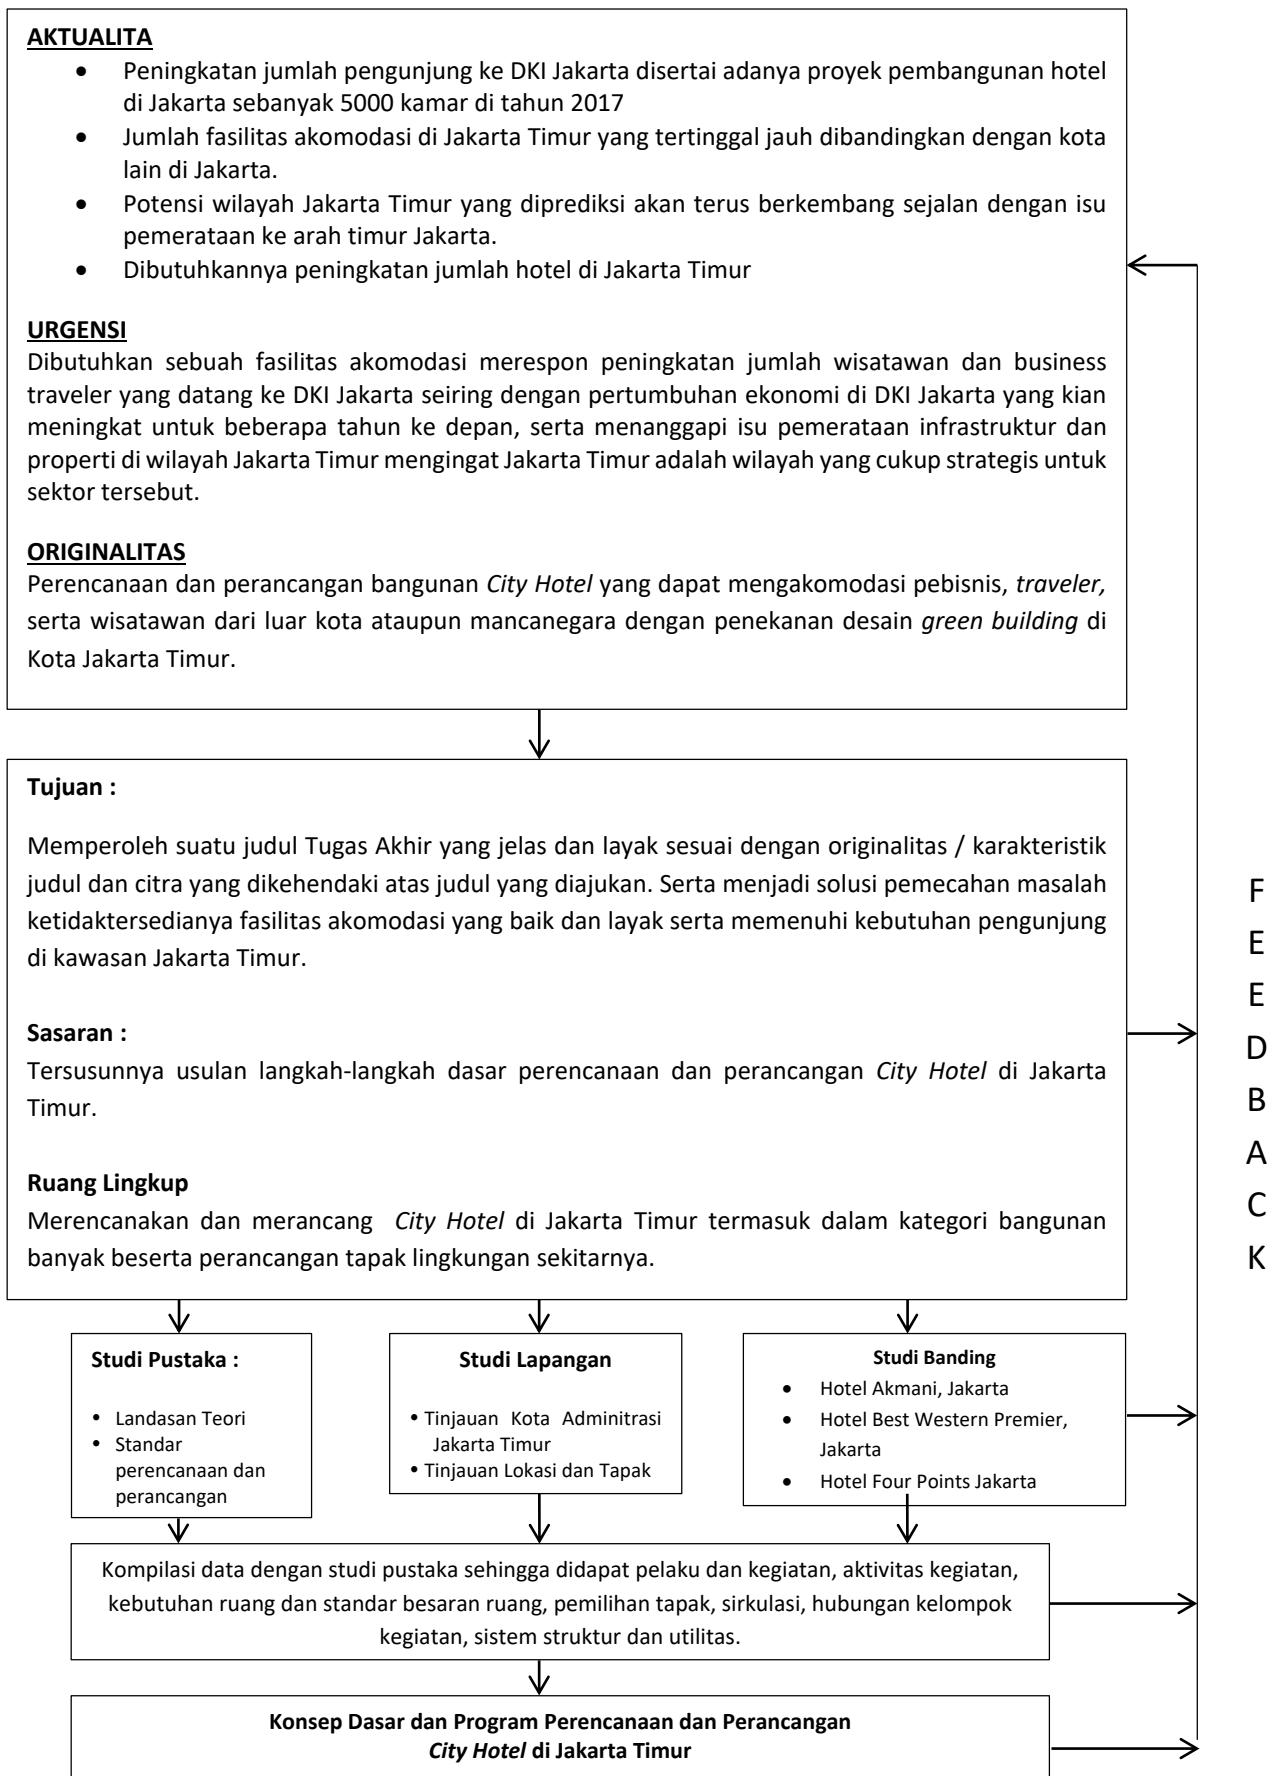 AKTUALITA
• Peningkatan jumlah pengunjung ke DKI Jakarta disertai adanya proyek pembangunan hotel
di Jakarta sebanyak 5000 kamar di tahun 2017
• Jumlah fasilitas akomodasi di Jakarta Timur yang tertinggal jauh dibandingkan dengan kota
lain di Jakarta.
• Potensi wilayah Jakarta Timur yang diprediksi akan terus berkembang sejalan dengan isu
pemerataan ke arah timur Jakarta.
• Dibutuhkannya peningkatan jumlah hotel di Jakarta Timur
URGENSI
Dibutuhkan sebuah fasilitas akomodasi merespon peningkatan jumlah wisatawan dan business
traveler yang datang ke DKI Jakarta seiring dengan pertumbuhan ekonomi di DKI Jakarta yang kian
meningkat untuk beberapa tahun ke depan, serta menanggapi isu pemerataan infrastruktur dan
properti di wilayah Jakarta Timur mengingat Jakarta Timur adalah wilayah yang cukup strategis untuk
sektor tersebut.
ORIGINALITAS
Perencanaan dan perancangan bangunan City Hotel yang dapat mengakomodasi pebisnis, traveler,
serta wisatawan dari luar kota ataupun mancanegara dengan penekanan desain green building di
Kota Jakarta Timur.
Tujuan :
Memperoleh suatu judul Tugas Akhir yang jelas dan layak sesuai dengan originalitas / karakteristik
judul dan citra yang dikehendaki atas judul yang diajukan. Serta menjadi solusi pemecahan masalah
ketidaktersedianya fasilitas akomodasi yang baik dan layak serta memenuhi kebutuhan pengunjung
di kawasan Jakarta Timur.
Sasaran :
Tersusunnya usulan langkah-langkah dasar perencanaan dan perancangan City Hotel di Jakarta
Timur.
Ruang Lingkup
Merencanakan dan merancang City Hotel di Jakarta Timur termasuk dalam kategori bangunan
banyak beserta perancangan tapak lingkungan sekitarnya.
F
E
E
D
B
A
C
K
Studi Pustaka :
• Landasan Teori
• Standar
perencanaan dan
perancangan
Studi Lapangan
• Tinjauan Kota Adminitrasi
Jakarta Timur
• Tinjauan Lokasi dan Tapak
Studi Banding
• Hotel Akmani, Jakarta
• Hotel Best Western Premier,
Jakarta
• Hotel Four Points Jakarta
Kompilasi data dengan studi pustaka sehingga didapat pelaku dan kegiatan, aktivitas kegiatan,
kebutuhan ruang dan standar besaran ruang, pemilihan tapak, sirkulasi, hubungan kelompok
kegiatan, sistem struktur dan utilitas.
Konsep Dasar dan Program Perencanaan dan Perancangan
City Hotel di Jakarta Timur